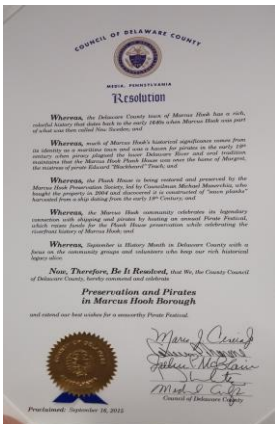 COUNCIL OF DELAWARE COUNTY
MEDIA, PENNSYLVANIA
Resolution
Whereas, the Delaware County town of Marcus Hook has a rich,
colorful history that dates back to the early 1640s when Marcus Hook was part
of what was then called New Sweden; and
Whereas, much of Marcus Hook's historical significance comes from
its identity as a maritime town and was a haven for pirates in the early 18th
century when piracy plagued the lower Delaware River and oral tradition
maintains that the Marcus Hook Plank House was once the home of Margaret,
the mistress of pirate Edward "Blackbeard" Teach; and
Whereas, the Plank House is being restored and preserved by the
Marcus Hook Preservation Society, led by Councilman Michael Manerchia, who
bought the property in 2004 and discovered it is constructed of "sawn planks"
harvested from a ship dating from the early 18th Century; and
Whereas, the Marcus Hook community celebrates its legendary
connection with shipping and pirates by hosting an annual Pirate Festival,
which raises funds for the Plank House preservation while celebrating the
riverfront history of Marcus Hook; and
Whereas, September is History Month in Delaware County with a
focus on the community groups and volunteers who keep our rich historical
legacy alive.
Now, Therefore, Be It Resolved, that We, the County Council
of Delaware County, hereby commend and celebrate
Preservation and Pirates
in Marcus Hook Borough
and extend our best wishes for a seaworthy Pirate Festival.
Council of Delaware County
Proclaimed: September 16, 2012